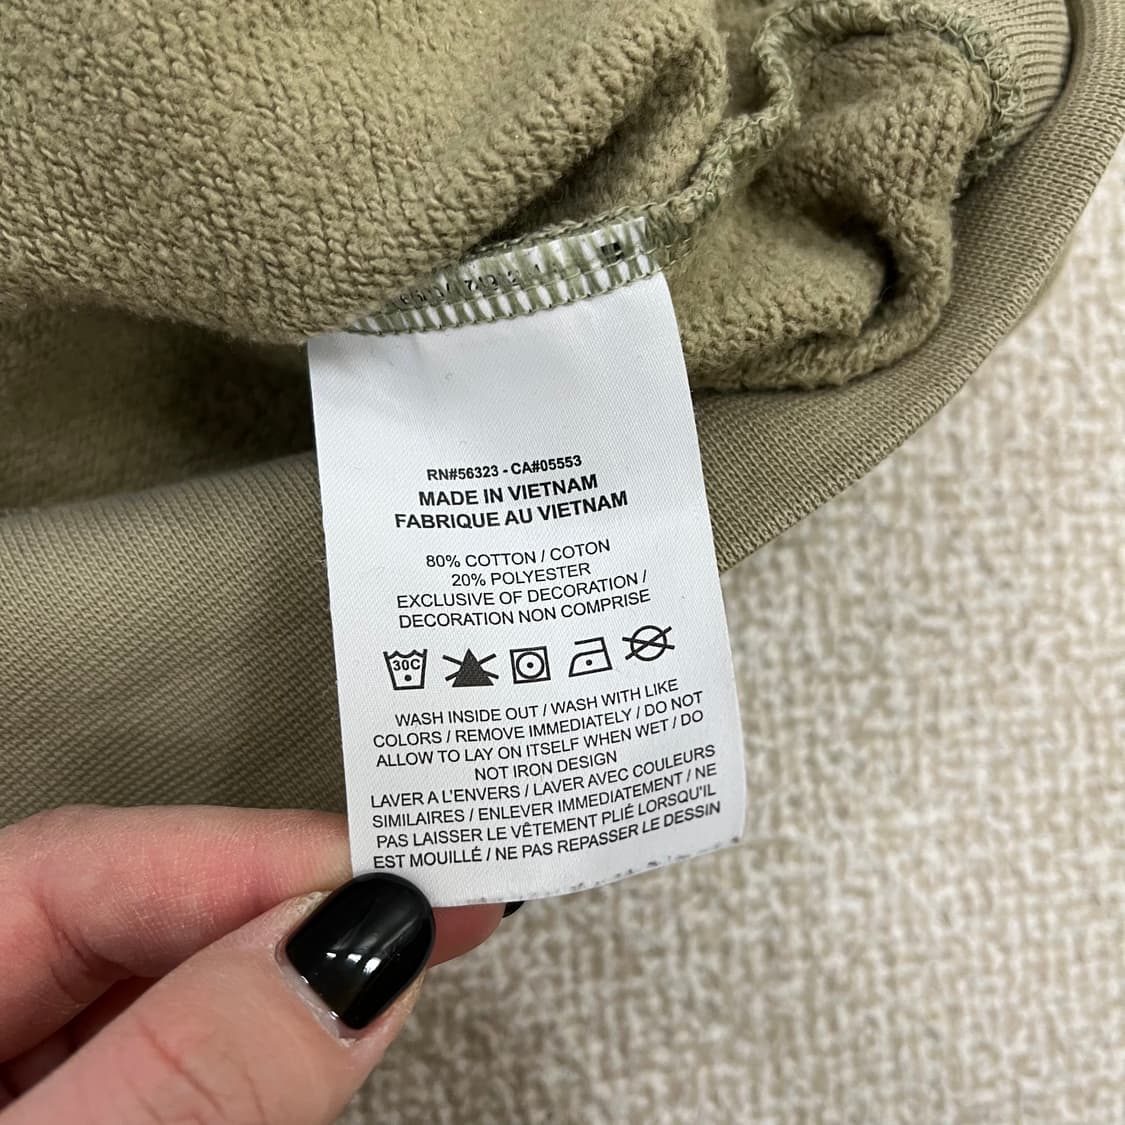 RN#56323 - CA#05553
MADE IN VIETNAM
FABRIQUE AU VIETNAM
80% COTTON / COTON
20% POLYESTER
EXCLUSIVE OF DECORATION /
DECORATION NON COMPRISE
30C
WASH INSIDE OUT / WASH WITH LIKE
COLORS / REMOVE IMMEDIATELY / DO NOT
ALLOW TO LAY ON ITSELF WHEN WET / DO
NOT IRON DESIGN
LAVER A L'ENVERS / LAVER AVEC COULEURS
SIMILAIRES / ENLEVER IMMEDIATEMENT / NE
PAS LAISSER LE VÊTEMENT PLIÉ LORSQU'IL
EST MOUILLÉ / NE PAS REPASSER LE DESSIN